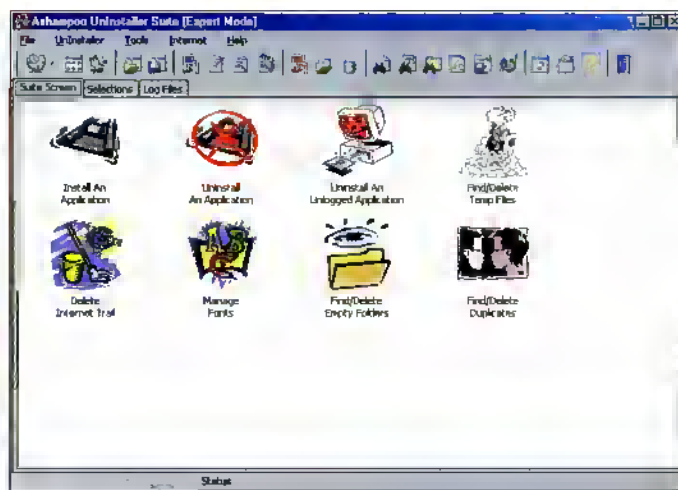 Ashampoo Uninstaller Suite [Expert Mode]
File UnInstaller Tools Internet Help
Suite Screen Selections Log Files
Install An
Application
Uninstall
An Application
Uninstall An
Unlogged Application
Find/Delete
Temp Files
Delete
Internet Trail
Manage
Fonts
Find/Delete
Empty Folders
Find/Delete
Duplicates
Status